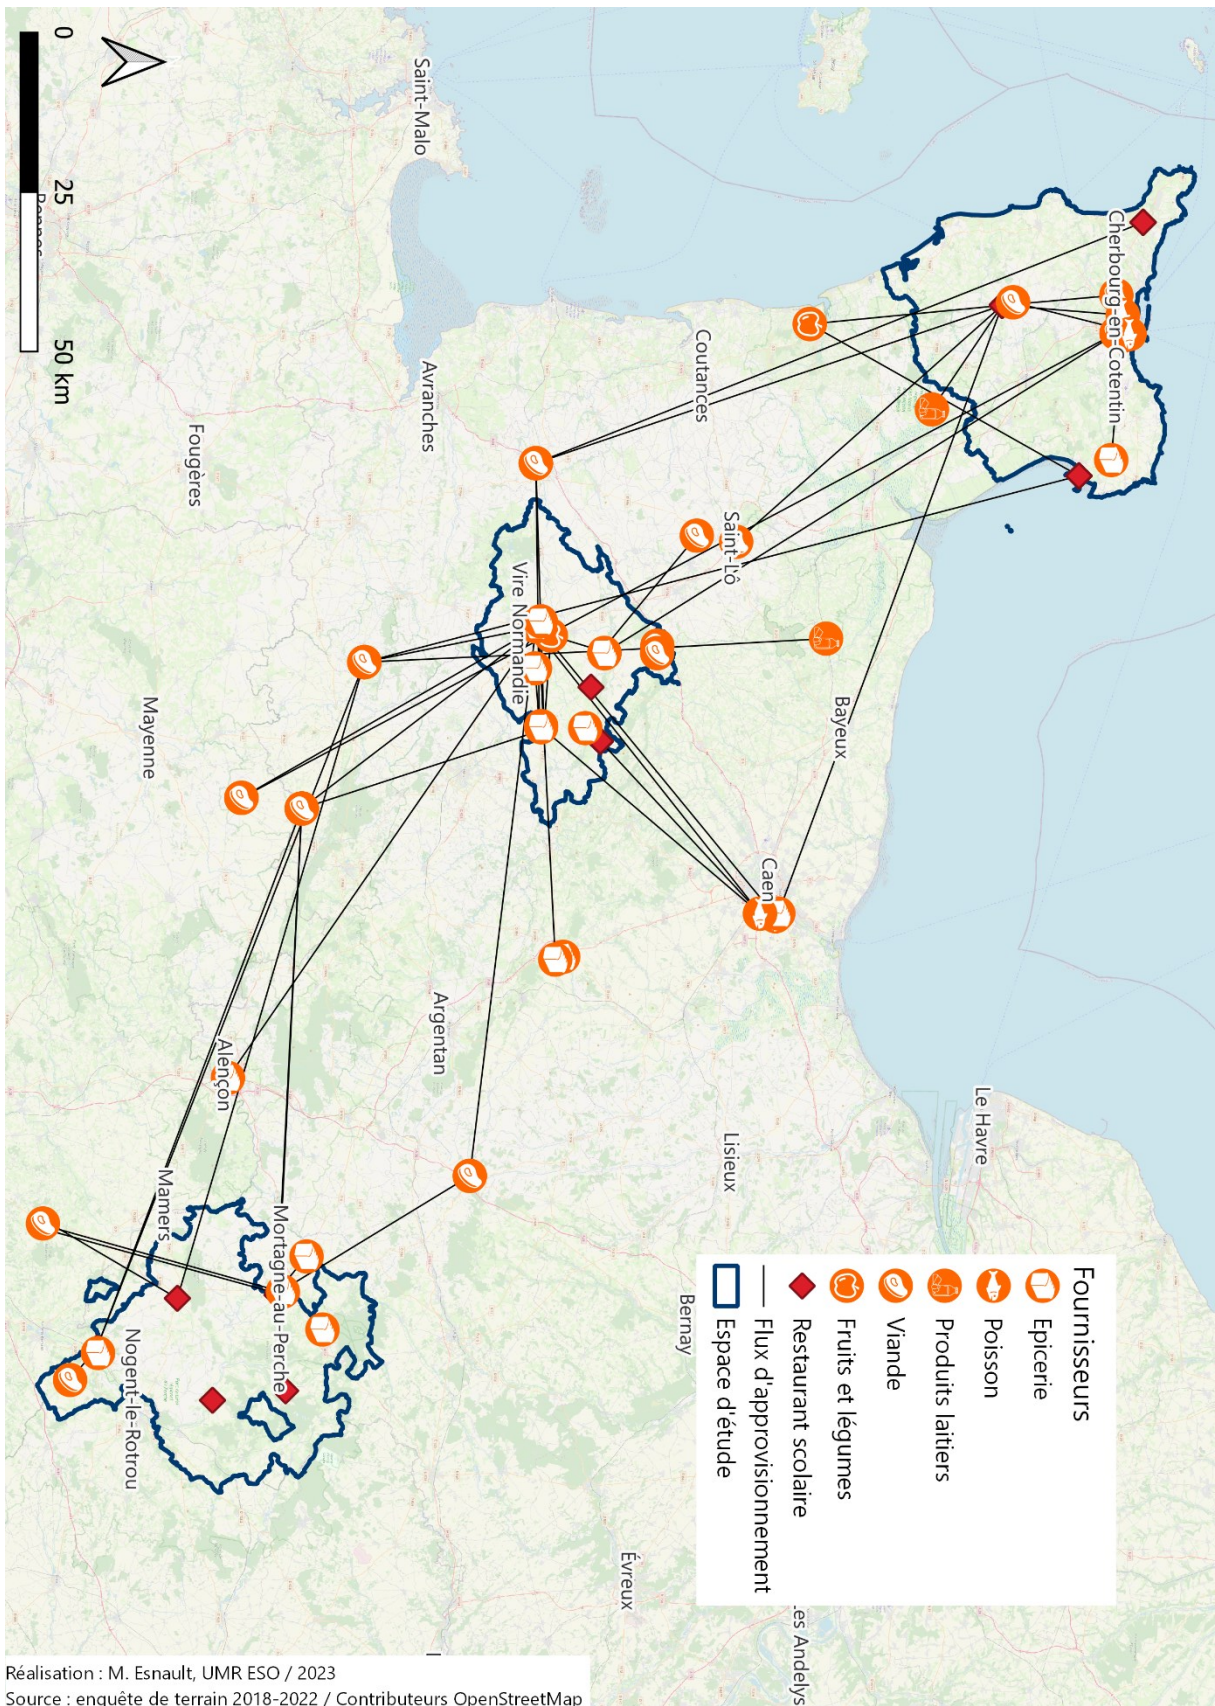 Fournisseurs
Epicerie
Poisson
Produits laitiers
Viande
Fruits et légumes
Restaurant scolaire
Flux d'approvisionnement
Espace d'étude
0
25
50 km
Saint-Malo
Cherbourg-en-Cotentin
Coutances
Avranches
Fougères
Saint-Lô
Vire Normandie
Bayeux
Mayenne
Caen
Argentan
Alençon
Le Havre
Lisieux
Mamers
Mortagne-au-Perche
Nogent-le-Rotrou
Bernay
Évreux
Les Andelys
Réalisation : M. Esnault, UMR ESO / 2023
Source : enquête de terrain 2018-2022 / Contributeurs OpenStreetMap